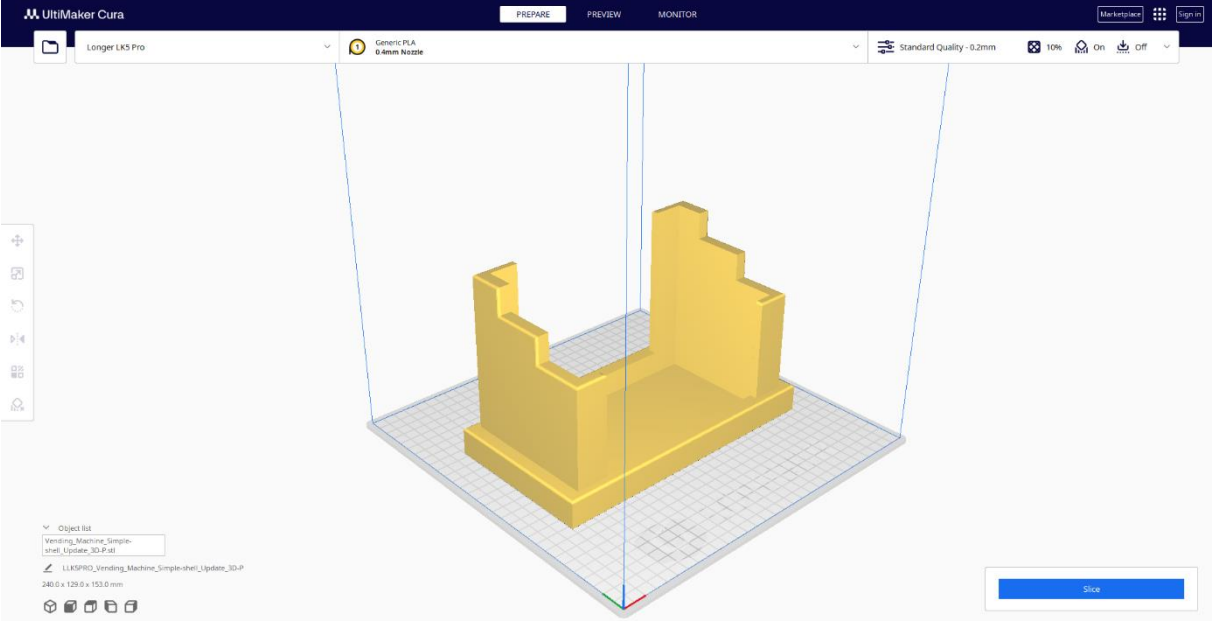 UltiMaker Cura
PREPARE
PREVIEW
MONITOR
Marketplace
Sign in
Longer LK5 Pro
1
Generic PLA
0.4mm Nozzle
Standard Quality - 0.2mm
10%
On
Off
Object list
Vending_Machine_Simple-
shell_Update_3D-P.stl
LLK5PRO_Vending_Machine_Simple-shell_Update_3D-P
240.0 x 129.0 x 153.0 mm
Slice